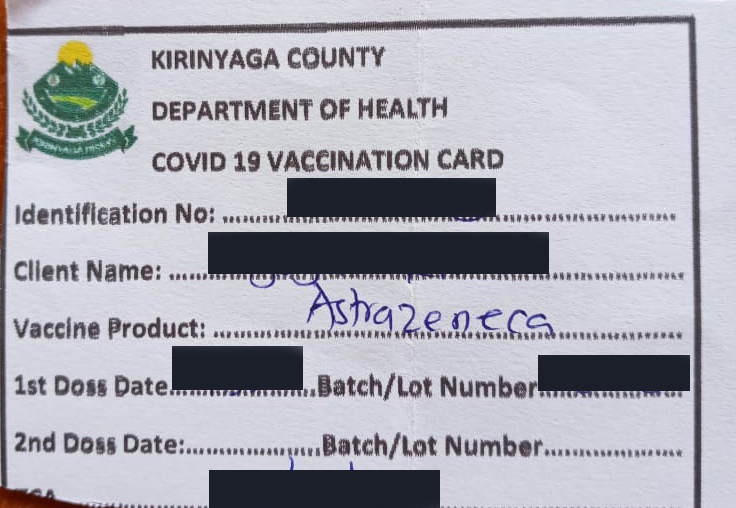 KIRINYAGA COUNTY
DEPARTMENT OF HEALTH
COVID 19 VACCINATION CARD
Identification No:
Client Name:
Vaccine Product: Astrazeneca
1st Doss Date Batch/Lot Number
2nd Doss Date: Batch/Lot Number